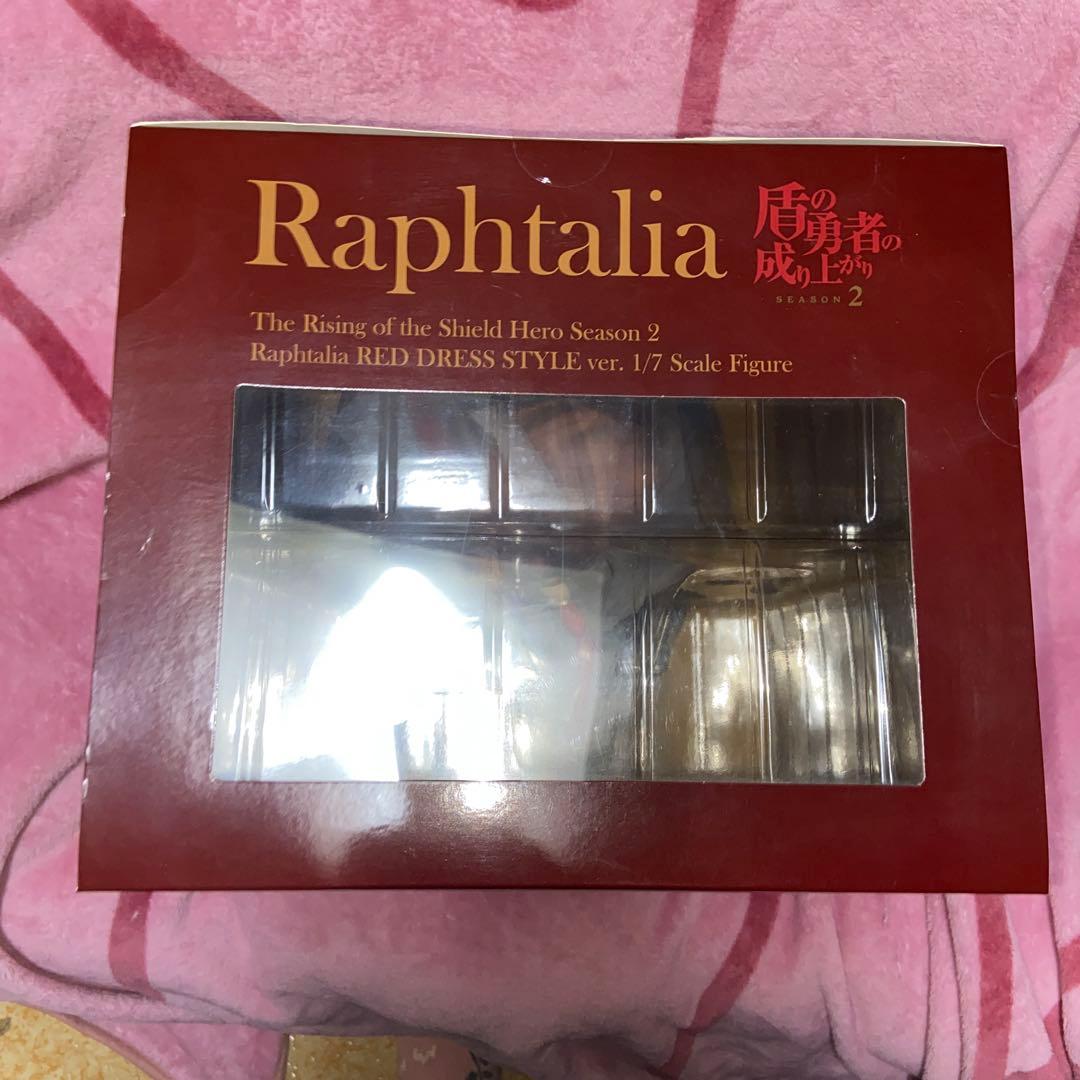 Raphtalia
盾の勇者の
成り上がり
SEASON 2
The Rising of the Shield Hero Season 2
Raphtalia RED DRESS STYLE ver. 1/7 Scale Figure